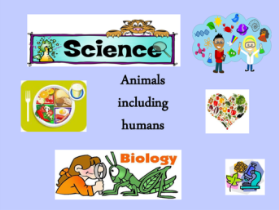 Science
Animals
including
humans
Biology